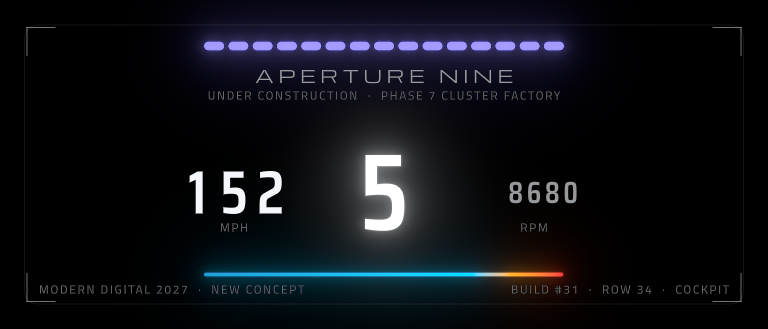 APERTURE NINE
UNDER CONSTRUCTION · PHASE 7 CLUSTER FACTORY
152
MPH
5
8680
RPM
MODERN DIGITAL 2027 · NEW CONCEPT
BUILD #31 · ROW 34 · COCKPIT